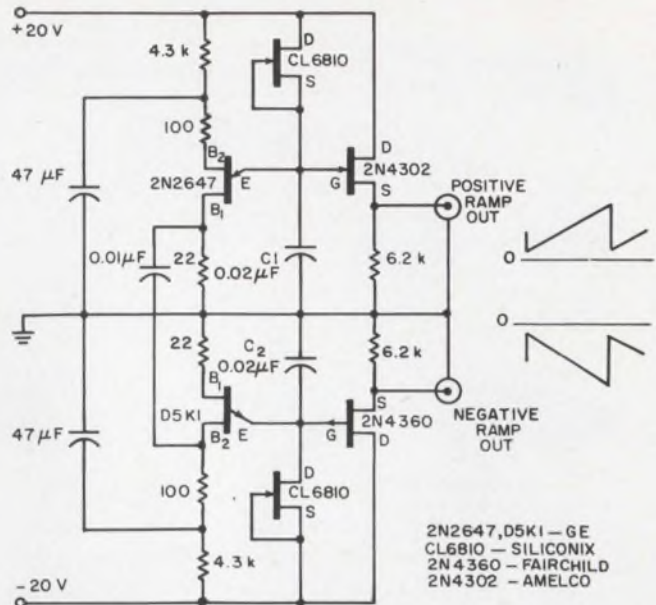 +20 V
4.3 k
D
CL6810
S
100
B2
47 µF
2N2647
E
D
2N4302
G
S
B1
POSITIVE
RAMP
OUT
0.01µF
22
C1
0.02µF
6.2 k
O
O
22
C2
0.02µF
6.2 k
B1
D5K1
B2
E
S
2N4360
G
D
NEGATIVE
RAMP
OUT
47 µF
D
100
CL6810
S
4.3 k
2N2647, D5K1 – GE
CL6810 – SILICONIX
2N4360 – FAIRCHILD
2N4302 – AMELCO
-20 V